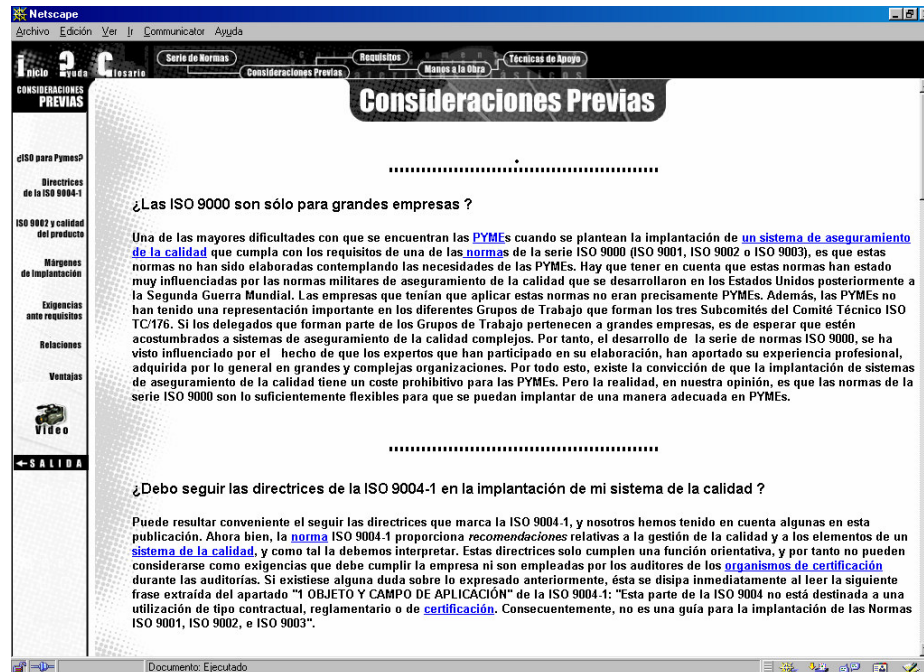 Netscape
Archivo Edición Ver Ir Communicator Ayuda
Inicio Ayuda Glosario
Serie de Normas
Consideraciones Previas
Requisitos
Manos a la Obra
Técnicas de Apoyo
CONSIDERACIONES
PREVIAS
Consideraciones Previas
¿ISO para Pymes?
Directrices
de la ISO 9004-1
ISO 9002 y calidad
del producto
Márgenes
de Implantación
Exigencias
ante requisitos
Relaciones
Ventajas
Vídeo
SALIDA
¿Las ISO 9000 son sólo para grandes empresas ?
Una de las mayores dificultades con que se encuentran las PYMEs cuando se plantean la implantación de un sistema de aseguramiento
de la calidad que cumpla con los requisitos de una de las normas de la serie ISO 9000 (ISO 9001, ISO 9002 o ISO 9003), es que estas
normas no han sido elaboradas contemplando las necesidades de las PYMEs. Hay que tener en cuenta que estas normas han estado
muy influenciadas por las normas militares de aseguramiento de la calidad que se desarrollaron en los Estados Unidos posteriormente a
la Segunda Guerra Mundial. Las empresas que tenían que aplicar estas normas no eran precisamente PYMEs. Además, las PYMEs no
han tenido una representación importante en los diferentes Grupos de Trabajo que forman los tres Subcomités del Comité Técnico ISO
TC/176. Si los delegados que forman parte de los Grupos de Trabajo pertenecen a grandes empresas, es de esperar que estén
acostumbrados a sistemas de aseguramiento de la calidad complejos. Por tanto, el desarrollo de la serie de normas ISO 9000, se ha
visto influenciado por el hecho de que los expertos que han participado en su elaboración, han aportado su experiencia profesional,
adquirida por lo general en grandes y complejas organizaciones. Por todo esto, existe la convicción de que la implantación de sistemas
de aseguramiento de la calidad tiene un coste prohibitivo para las PYMEs. Pero la realidad, en nuestra opinión, es que las normas de la
serie ISO 9000 son lo suficientemente flexibles para que se puedan implantar de una manera adecuada en PYMEs.
¿Debo seguir las directrices de la ISO 9004-1 en la implantación de mi sistema de la calidad ?
Puede resultar conveniente el seguir las directrices que marca la ISO 9004-1, y nosotros hemos tenido en cuenta algunas en esta
publicación. Ahora bien, la norma ISO 9004-1 proporciona recomendaciones relativas a la gestión de la calidad y a los elementos de un
sistema de la calidad, y como tal la debemos interpretar. Estas directrices solo cumplen una función orientativa, y por tanto no pueden
considerarse como exigencias que debe cumplir la empresa ni son empleadas por los auditores de los organismos de certificación
durante las auditorías. Si existiese alguna duda sobre lo expresado anteriormente, ésta se disipa inmediatamente al leer la siguiente
frase extraída del apartado "1 OBJETO Y CAMPO DE APLICACIÓN" de la ISO 9004-1: "Esta parte de la ISO 9004 no está destinada a una
utilización de tipo contractual, reglamentario o de certificación. Consecuentemente, no es una guía para la implantación de las Normas
ISO 9001, ISO 9002, e ISO 9003".
Documento: Ejecutado